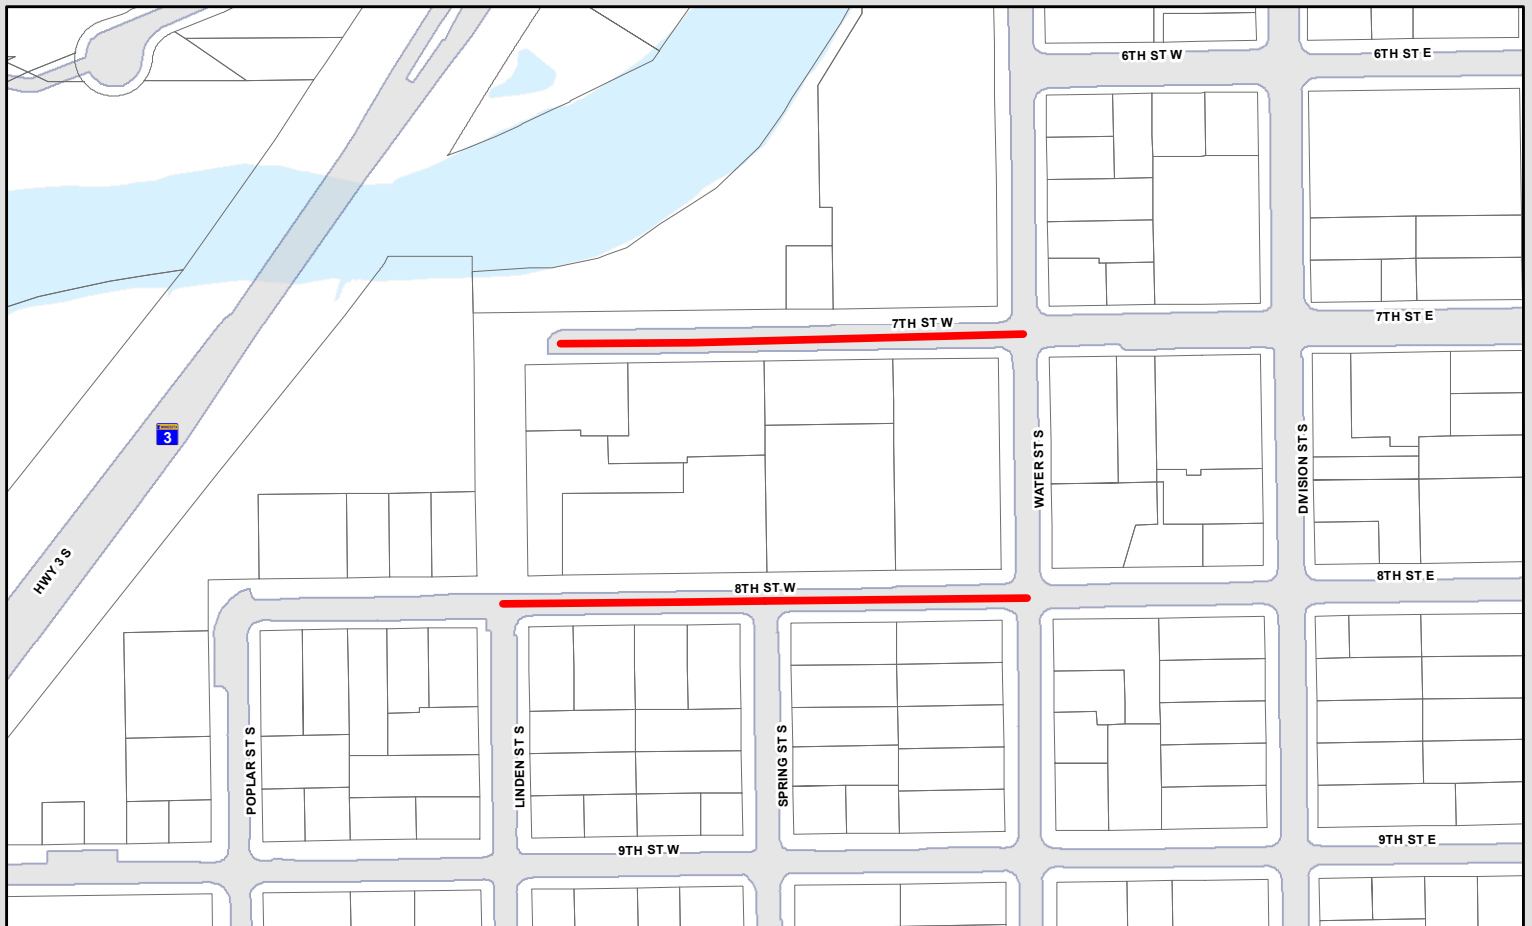 6TH ST W
6TH ST E
7TH ST E
7TH ST W
3
WATER ST S
DIVISION ST S
HWY 3 S
8TH ST E
8TH ST W
POPLAR ST S
LINDEN ST S
SPRING ST S
9TH ST E
9TH ST W